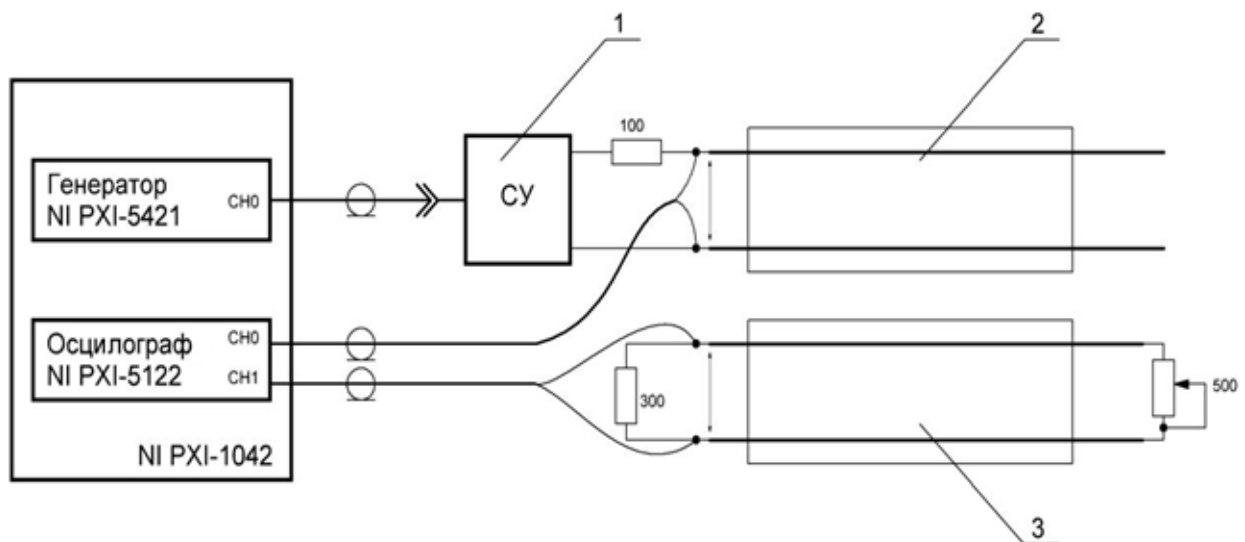 1
2
100
Генератор
NI PXI-5421
CH0
СУ
Осцилограф
NI PXI-5122
CH0
CH1
300
500
NI PXI-1042
3